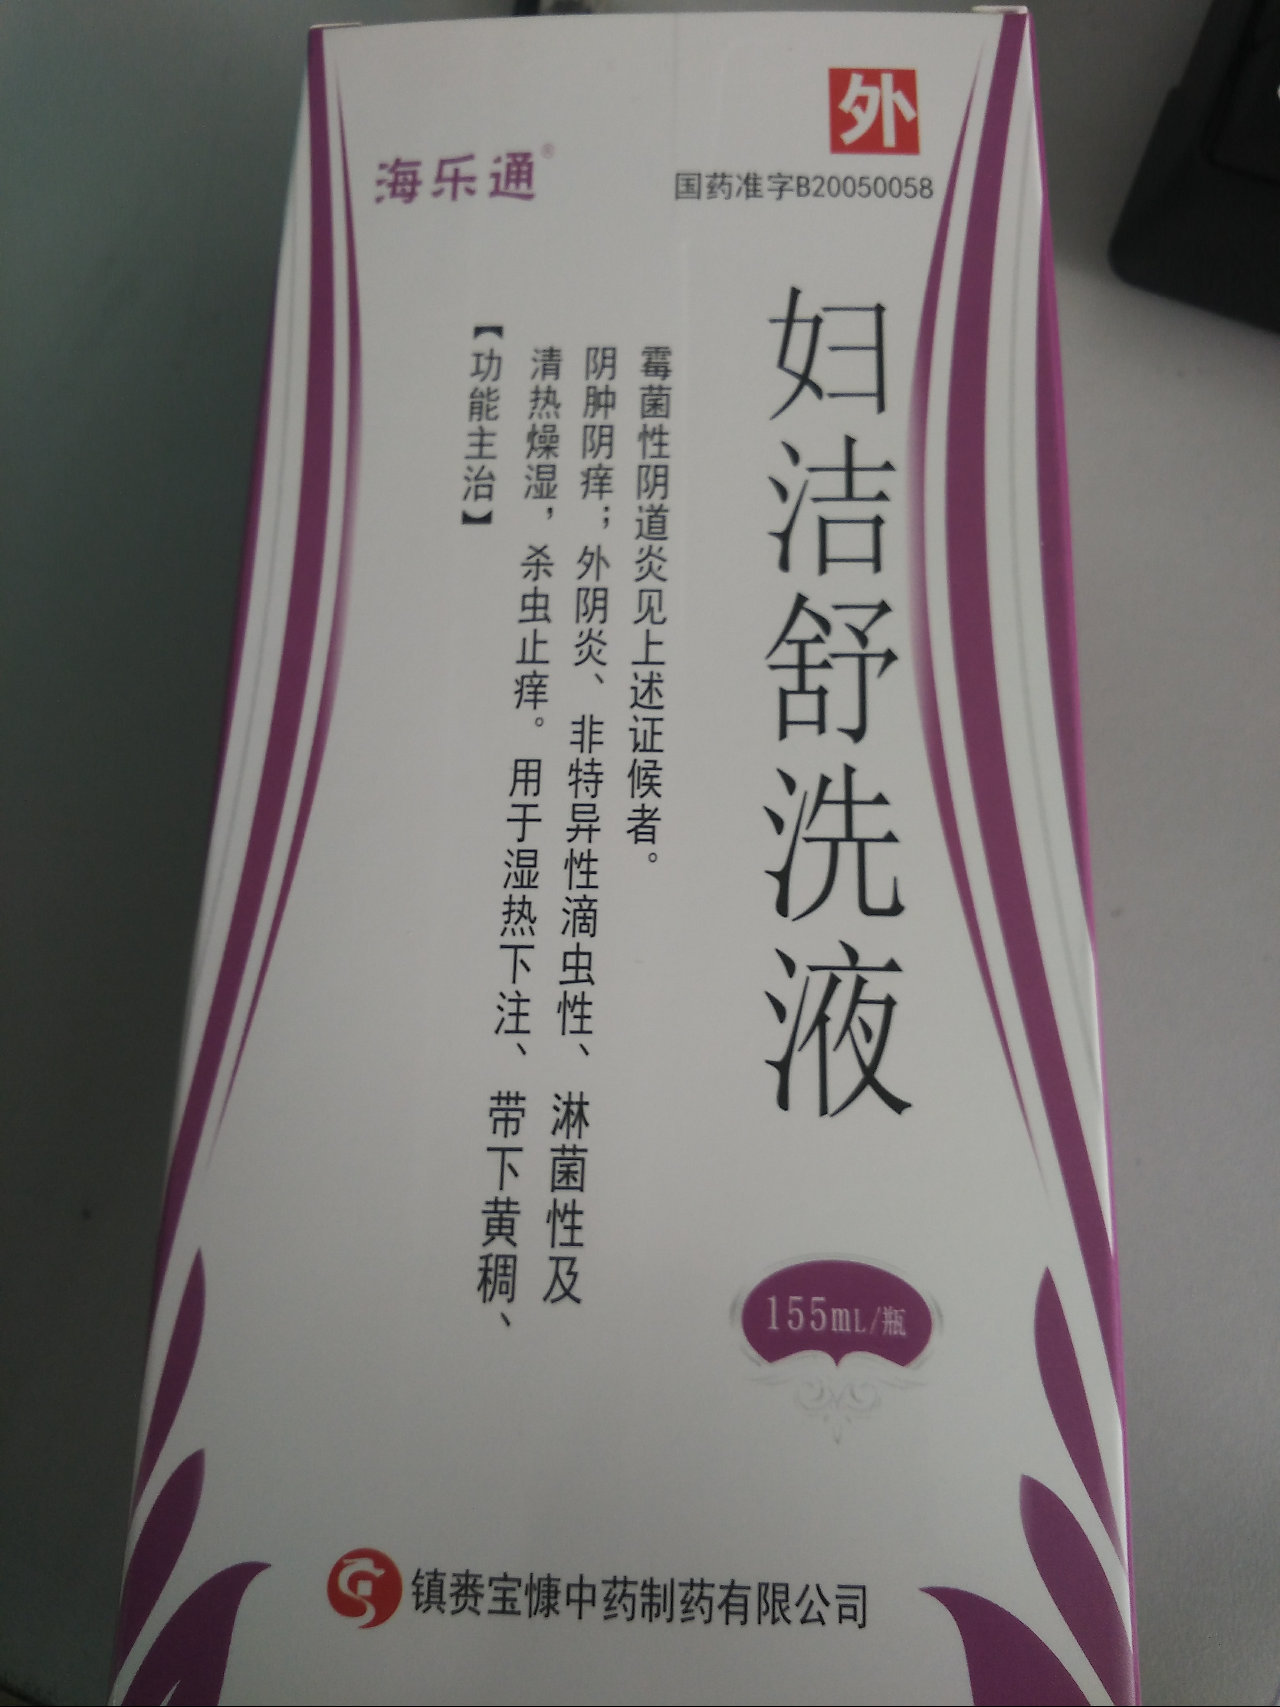 海乐通®
外
国药准字B20050058
妇洁舒洗液
【功能主治】
清热燥湿，杀虫止痒。用于湿热下注、带下黄稠、
阴肿阴痒；外阴炎、非特异性滴虫性、淋菌性及
霉菌性阴道炎见上述证候者。
155mL/瓶
镇赉宝慷中药制药有限公司